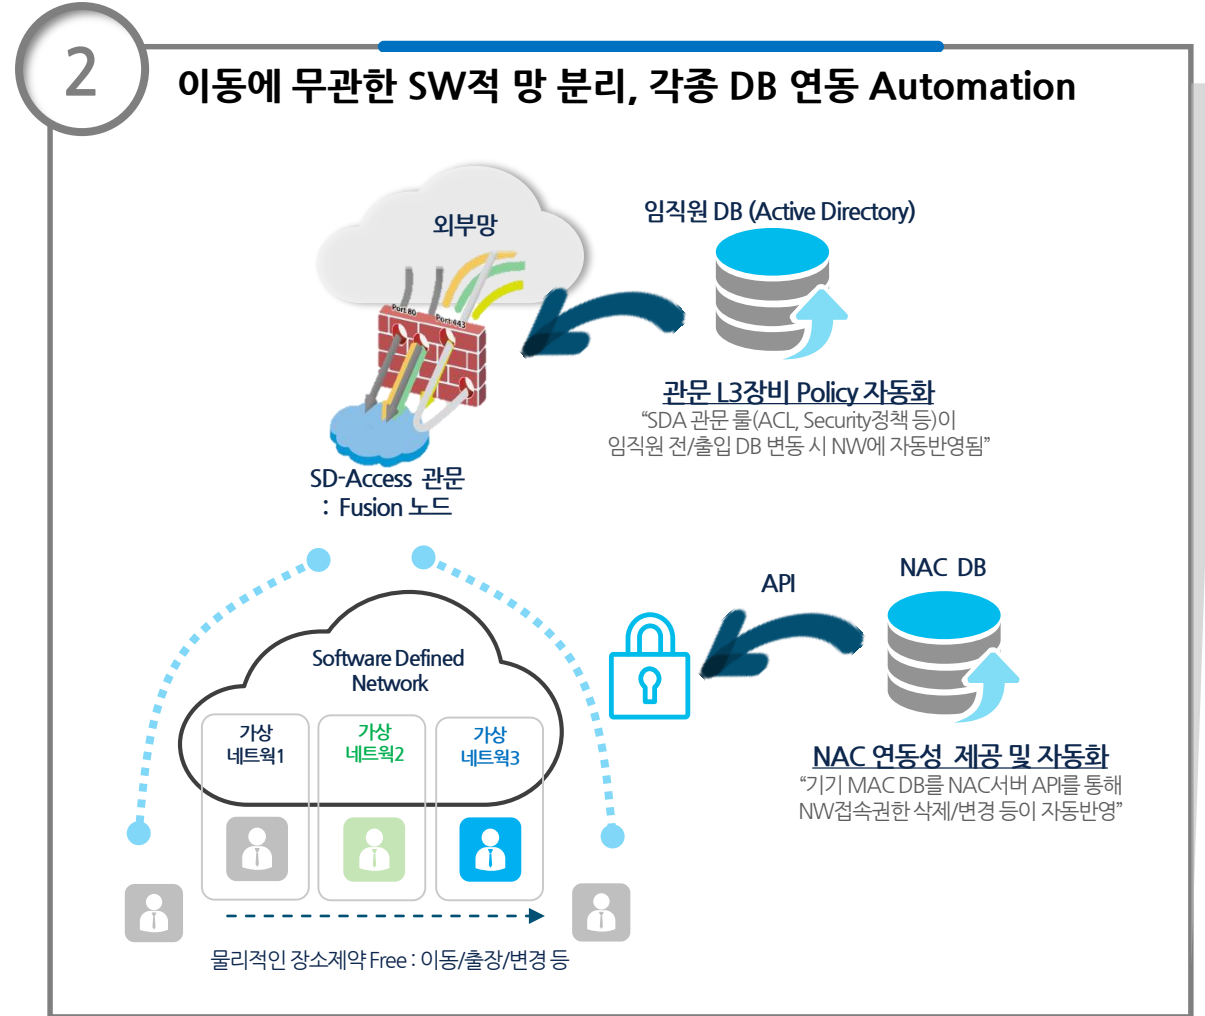 2
이동에 무관한 SW적 망 분리, 각종 DB 연동 Automation
외부망
Port 80
Port 443
임직원 DB (Active Directory)
관문 L3장비 Policy 자동화
“SDA 관문 룰(ACL, Security정책 등)이
임직원 전/출입 DB 변동 시 NW에 자동반영됨”
SD-Access 관문
: Fusion 노드
NAC DB
API
Software Defined
Network
가상
네트웍1
가상
네트웍2
가상
네트웍3
NAC 연동성 제공 및 자동화
“기기 MAC DB를 NAC서버 API를 통해
NW접속권한 삭제/변경 등이 자동반영”
물리적인 장소제약 Free : 이동/출장/변경 등